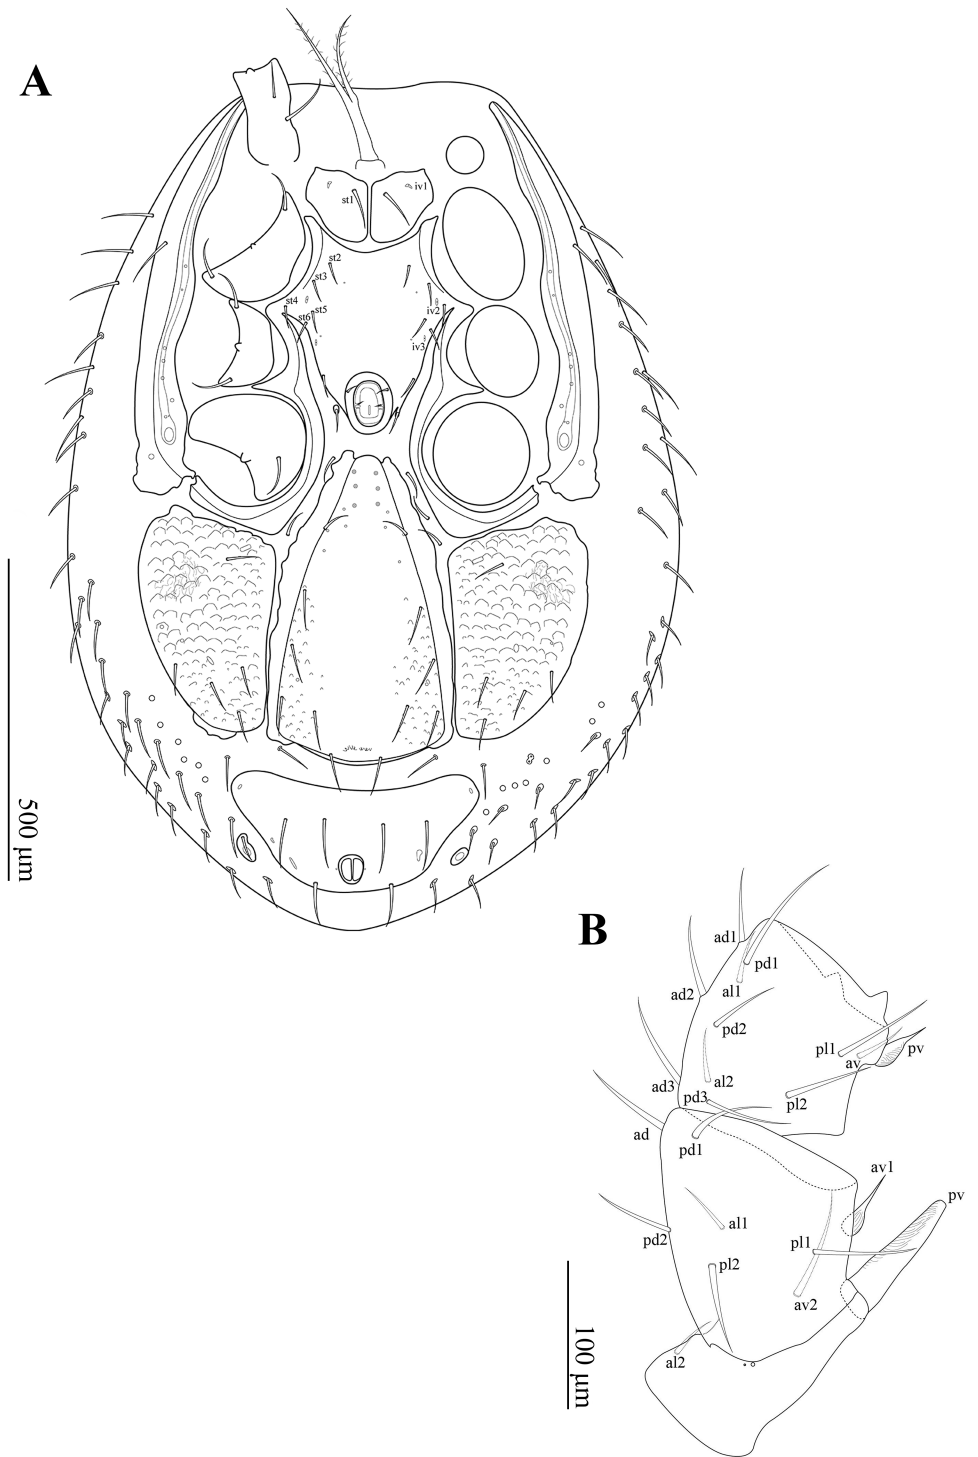 A
st1
iv1
st2
st3
st4
st5
st6
iv2
iv3
500 µm
B
ad1
pd1
al1
ad2
pd2
pl1
av
pv
al2
ad3
pd3
pl2
ad
pd1
av1
pv
al1
pd2
pl1
pl2
av2
al2
100 µm